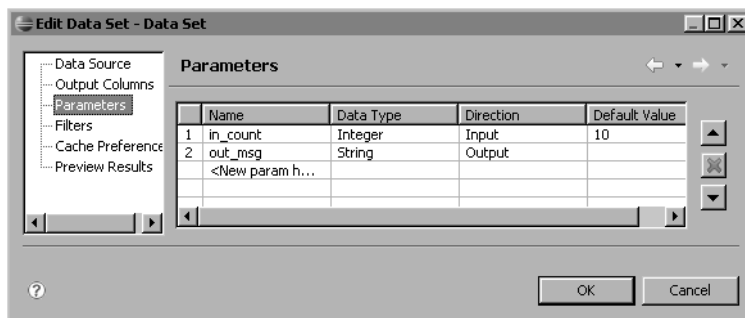 Edit Data Set - Data Set
Data Source
Output Columns
Parameters
Filters
Cache Preference
Preview Results
Parameters
Name Data Type Direction Default Value
1 in_count Integer Input 10
2 out_msg String Output
<New param h...
OK Cancel